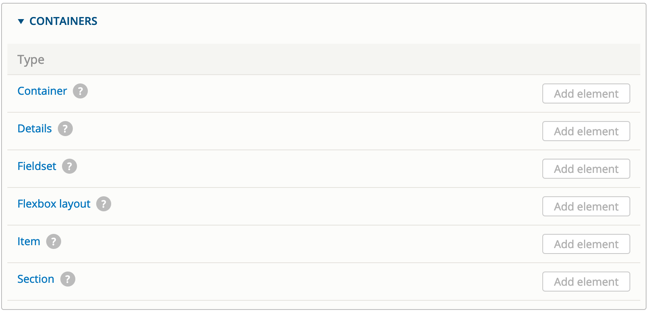 ▼ CONTAINERS
Type
Container ? Add element
Details ? Add element
Fieldset ? Add element
Flexbox layout ? Add element
Item ? Add element
Section ? Add element